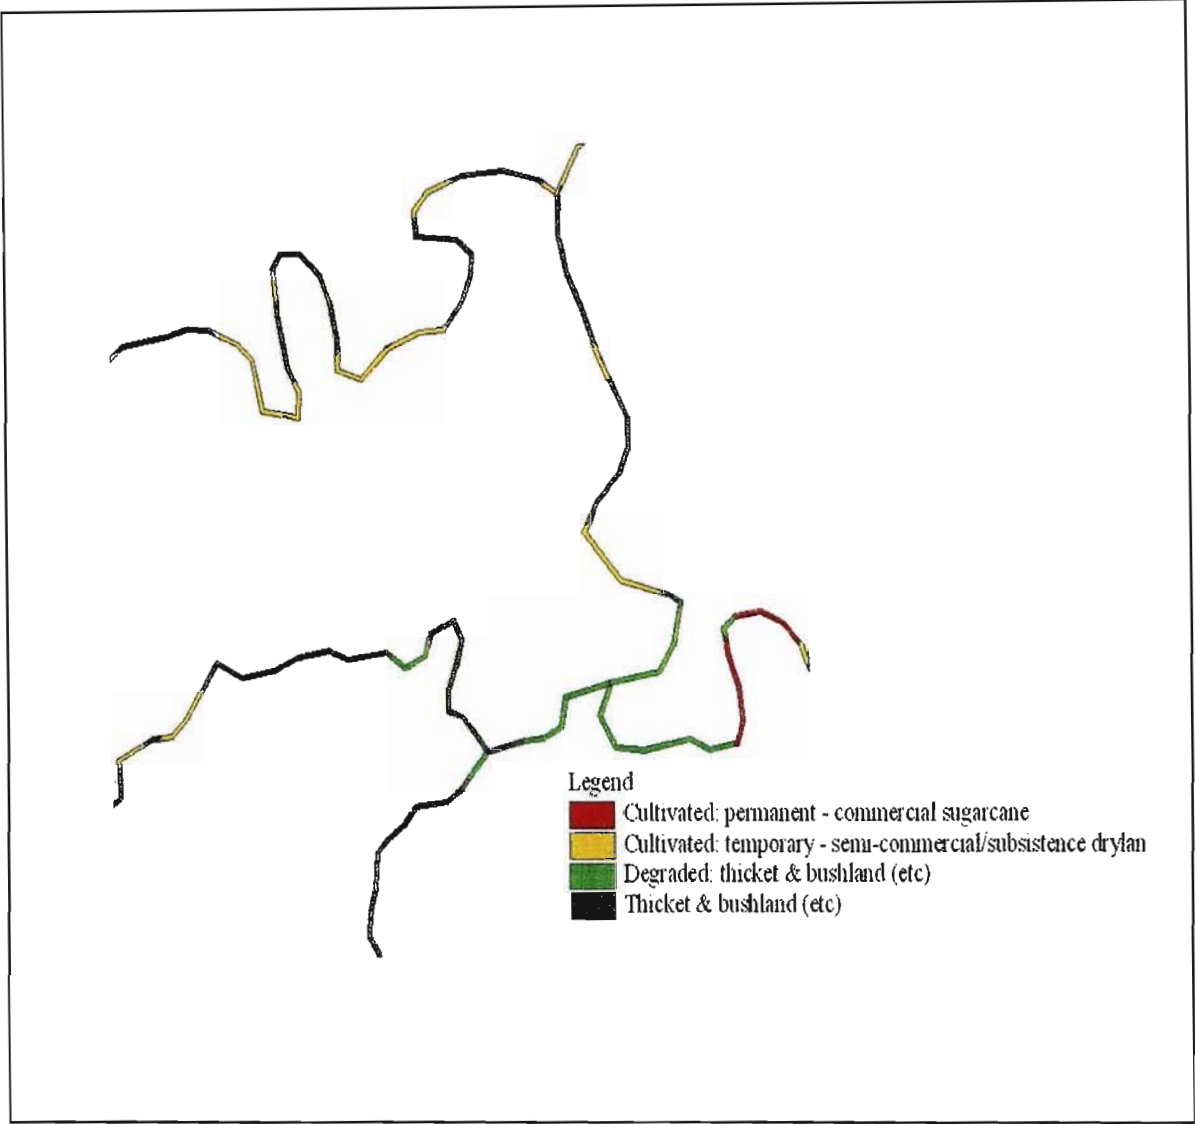 Legend
Cultivated: permanent - commercial sugarcane
Cultivated: temporary - semi-commercial/subsistence drylan
Degraded: thicket & bushland (etc)
Thicket & bushland (etc)